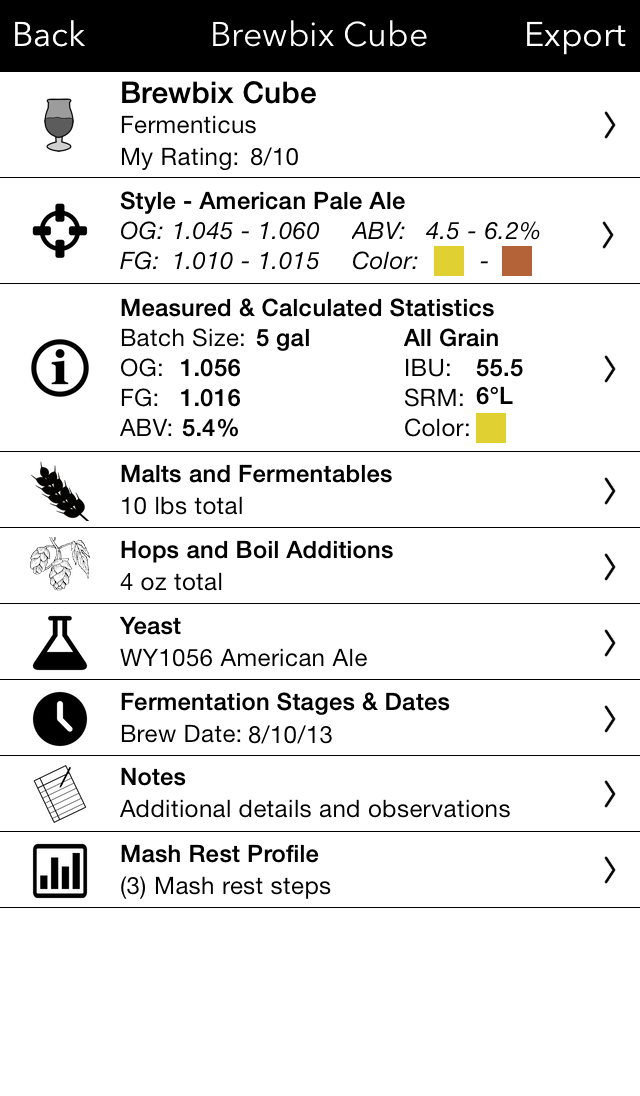 Back Brewbix Cube Export
Brewbix Cube
Fermenticus
My Rating: 8/10
Style - American Pale Ale
OG: 1.045 - 1.060 ABV: 4.5 - 6.2%
FG: 1.010 - 1.015 Color: -
Measured & Calculated Statistics
Batch Size: 5 gal All Grain
OG: 1.056 IBU: 55.5
FG: 1.016 SRM: 6°L
ABV: 5.4% Color:
Malts and Fermentables
10 lbs total
Hops and Boil Additions
4 oz total
Yeast
WY1056 American Ale
Fermentation Stages & Dates
Brew Date: 8/10/13
Notes
Additional details and observations
Mash Rest Profile
(3) Mash rest steps